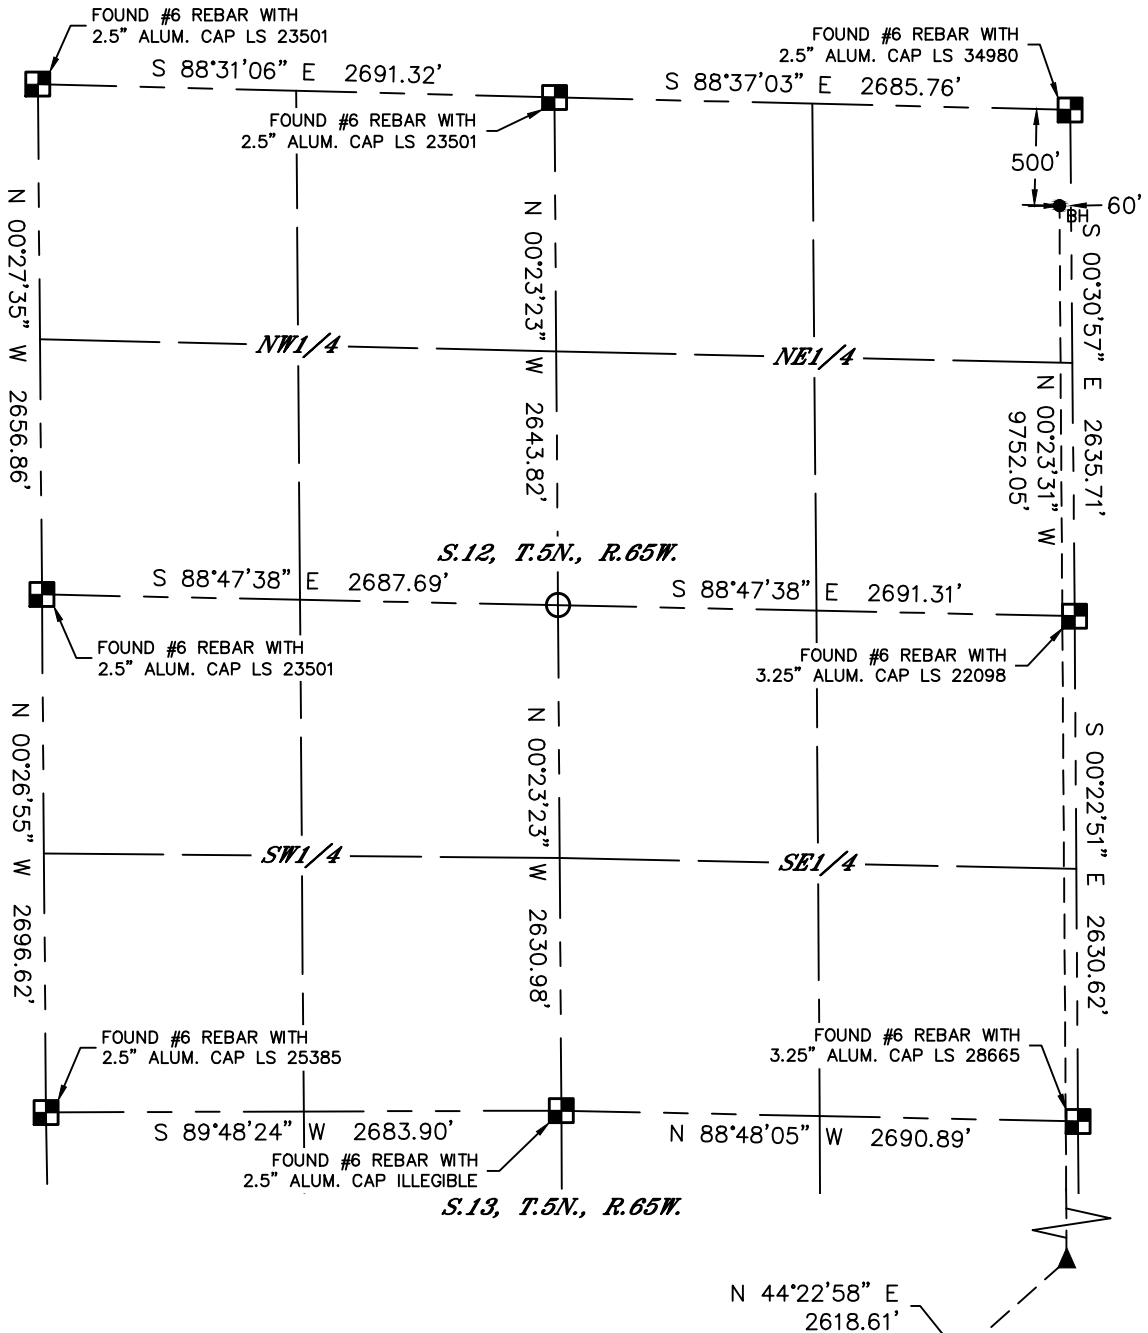 FOUND #6 REBAR WITH
2.5" ALUM. CAP LS 23501
FOUND #6 REBAR WITH
2.5" ALUM. CAP LS 34980
S 88°31'06" E 2691.32'
S 88°37'03" E 2685.76'
FOUND #6 REBAR WITH
2.5" ALUM. CAP LS 23501
500'
60'
BH
N 00°27'35" W 2656.86'
N 00°23'23" W 2643.82'
S 00°30'57" E 2635.71'
N 00°23'31" W
9752.05'
NW1/4
NE1/4
S.12, T.5N., R.65W.
S 88°47'38" E 2687.69'
S 88°47'38" E 2691.31'
FOUND #6 REBAR WITH
2.5" ALUM. CAP LS 23501
FOUND #6 REBAR WITH
3.25" ALUM. CAP LS 22098
N 00°26'55" W 2696.62'
N 00°23'23" W 2630.98'
S 00°22'51" E 2630.62'
SW1/4
SE1/4
FOUND #6 REBAR WITH
2.5" ALUM. CAP LS 25385
FOUND #6 REBAR WITH
3.25" ALUM. CAP LS 28665
S 89°48'24" W 2683.90'
N 88°48'05" W 2690.89'
FOUND #6 REBAR WITH
2.5" ALUM. CAP ILLEGIBLE
S.13, T.5N., R.65W.
N 44°22'58" E
2618.61'